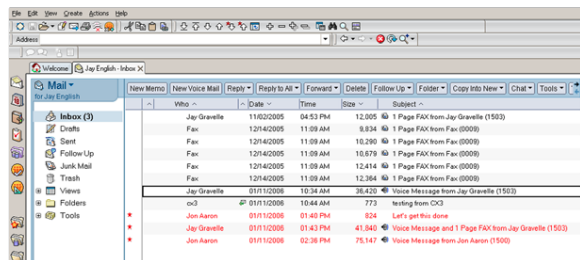 File Edit View Create Actions Help
Address
Welcome Jay English - Inbox X
Mail
for Jay English
New Memo New Voice Mail Reply Reply to All Forward Delete Follow Up Folder Copy Into New Chat Tools
Who Date Time Size Subject
Inbox (3)
Drafts
Sent
Follow Up
Junk Mail
Trash
Views
Folders
Tools
Jay Gravelle 11/02/2005 04:53 PM 12,005 1 Page FAX from Jay Gravelle (1503)
Fax 12/14/2005 11:09 AM 9,834 1 Page FAX from Fax (0009)
Fax 12/14/2005 11:09 AM 10,290 1 Page FAX from Fax (0009)
Fax 12/14/2005 11:09 AM 10,679 1 Page FAX from Fax (0009)
Fax 12/14/2005 11:09 AM 12,414 1 Page FAX from Fax (0009)
Fax 12/14/2005 11:09 AM 12,364 1 Page FAX from Fax (0009)
Jay Gravelle 01/11/2006 10:34 AM 36,420 Voice Message from Jay Gravelle (1503)
cx3 01/11/2006 10:44 AM 773 testing from CX3
Jon Aaron 01/11/2006 01:40 PM 824 Let's get this done
Jay Gravelle 01/11/2006 01:43 PM 41,840 Voice Message and 1 Page FAX from Jay Gravelle (1503)
Jon Aaron 01/11/2006 02:36 PM 75,147 Voice Message from Jon Aaron (1500)